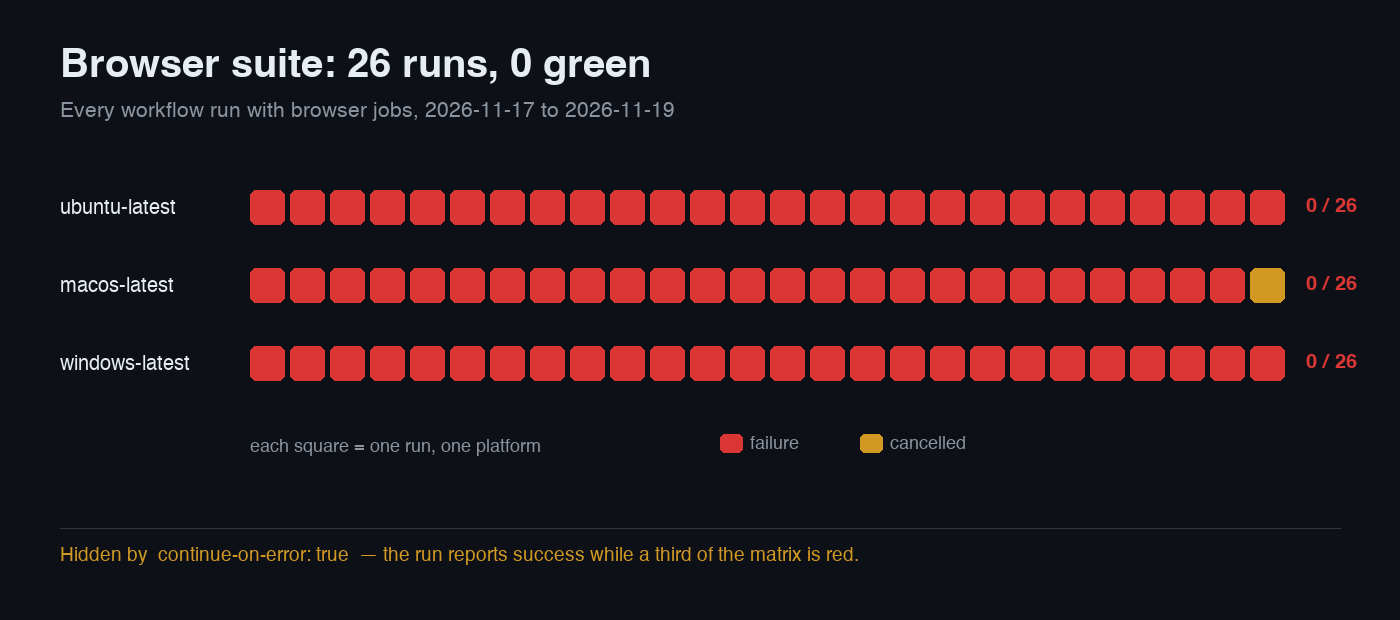 Browser suite: 26 runs, 0 green
Every workflow run with browser jobs, 2026-11-17 to 2026-11-19
ubuntu-latest 0 / 26
macos-latest 0 / 26
windows-latest 0 / 26
each square = one run, one platform failure cancelled
Hidden by continue-on-error: true — the run reports success while a third of the matrix is red.